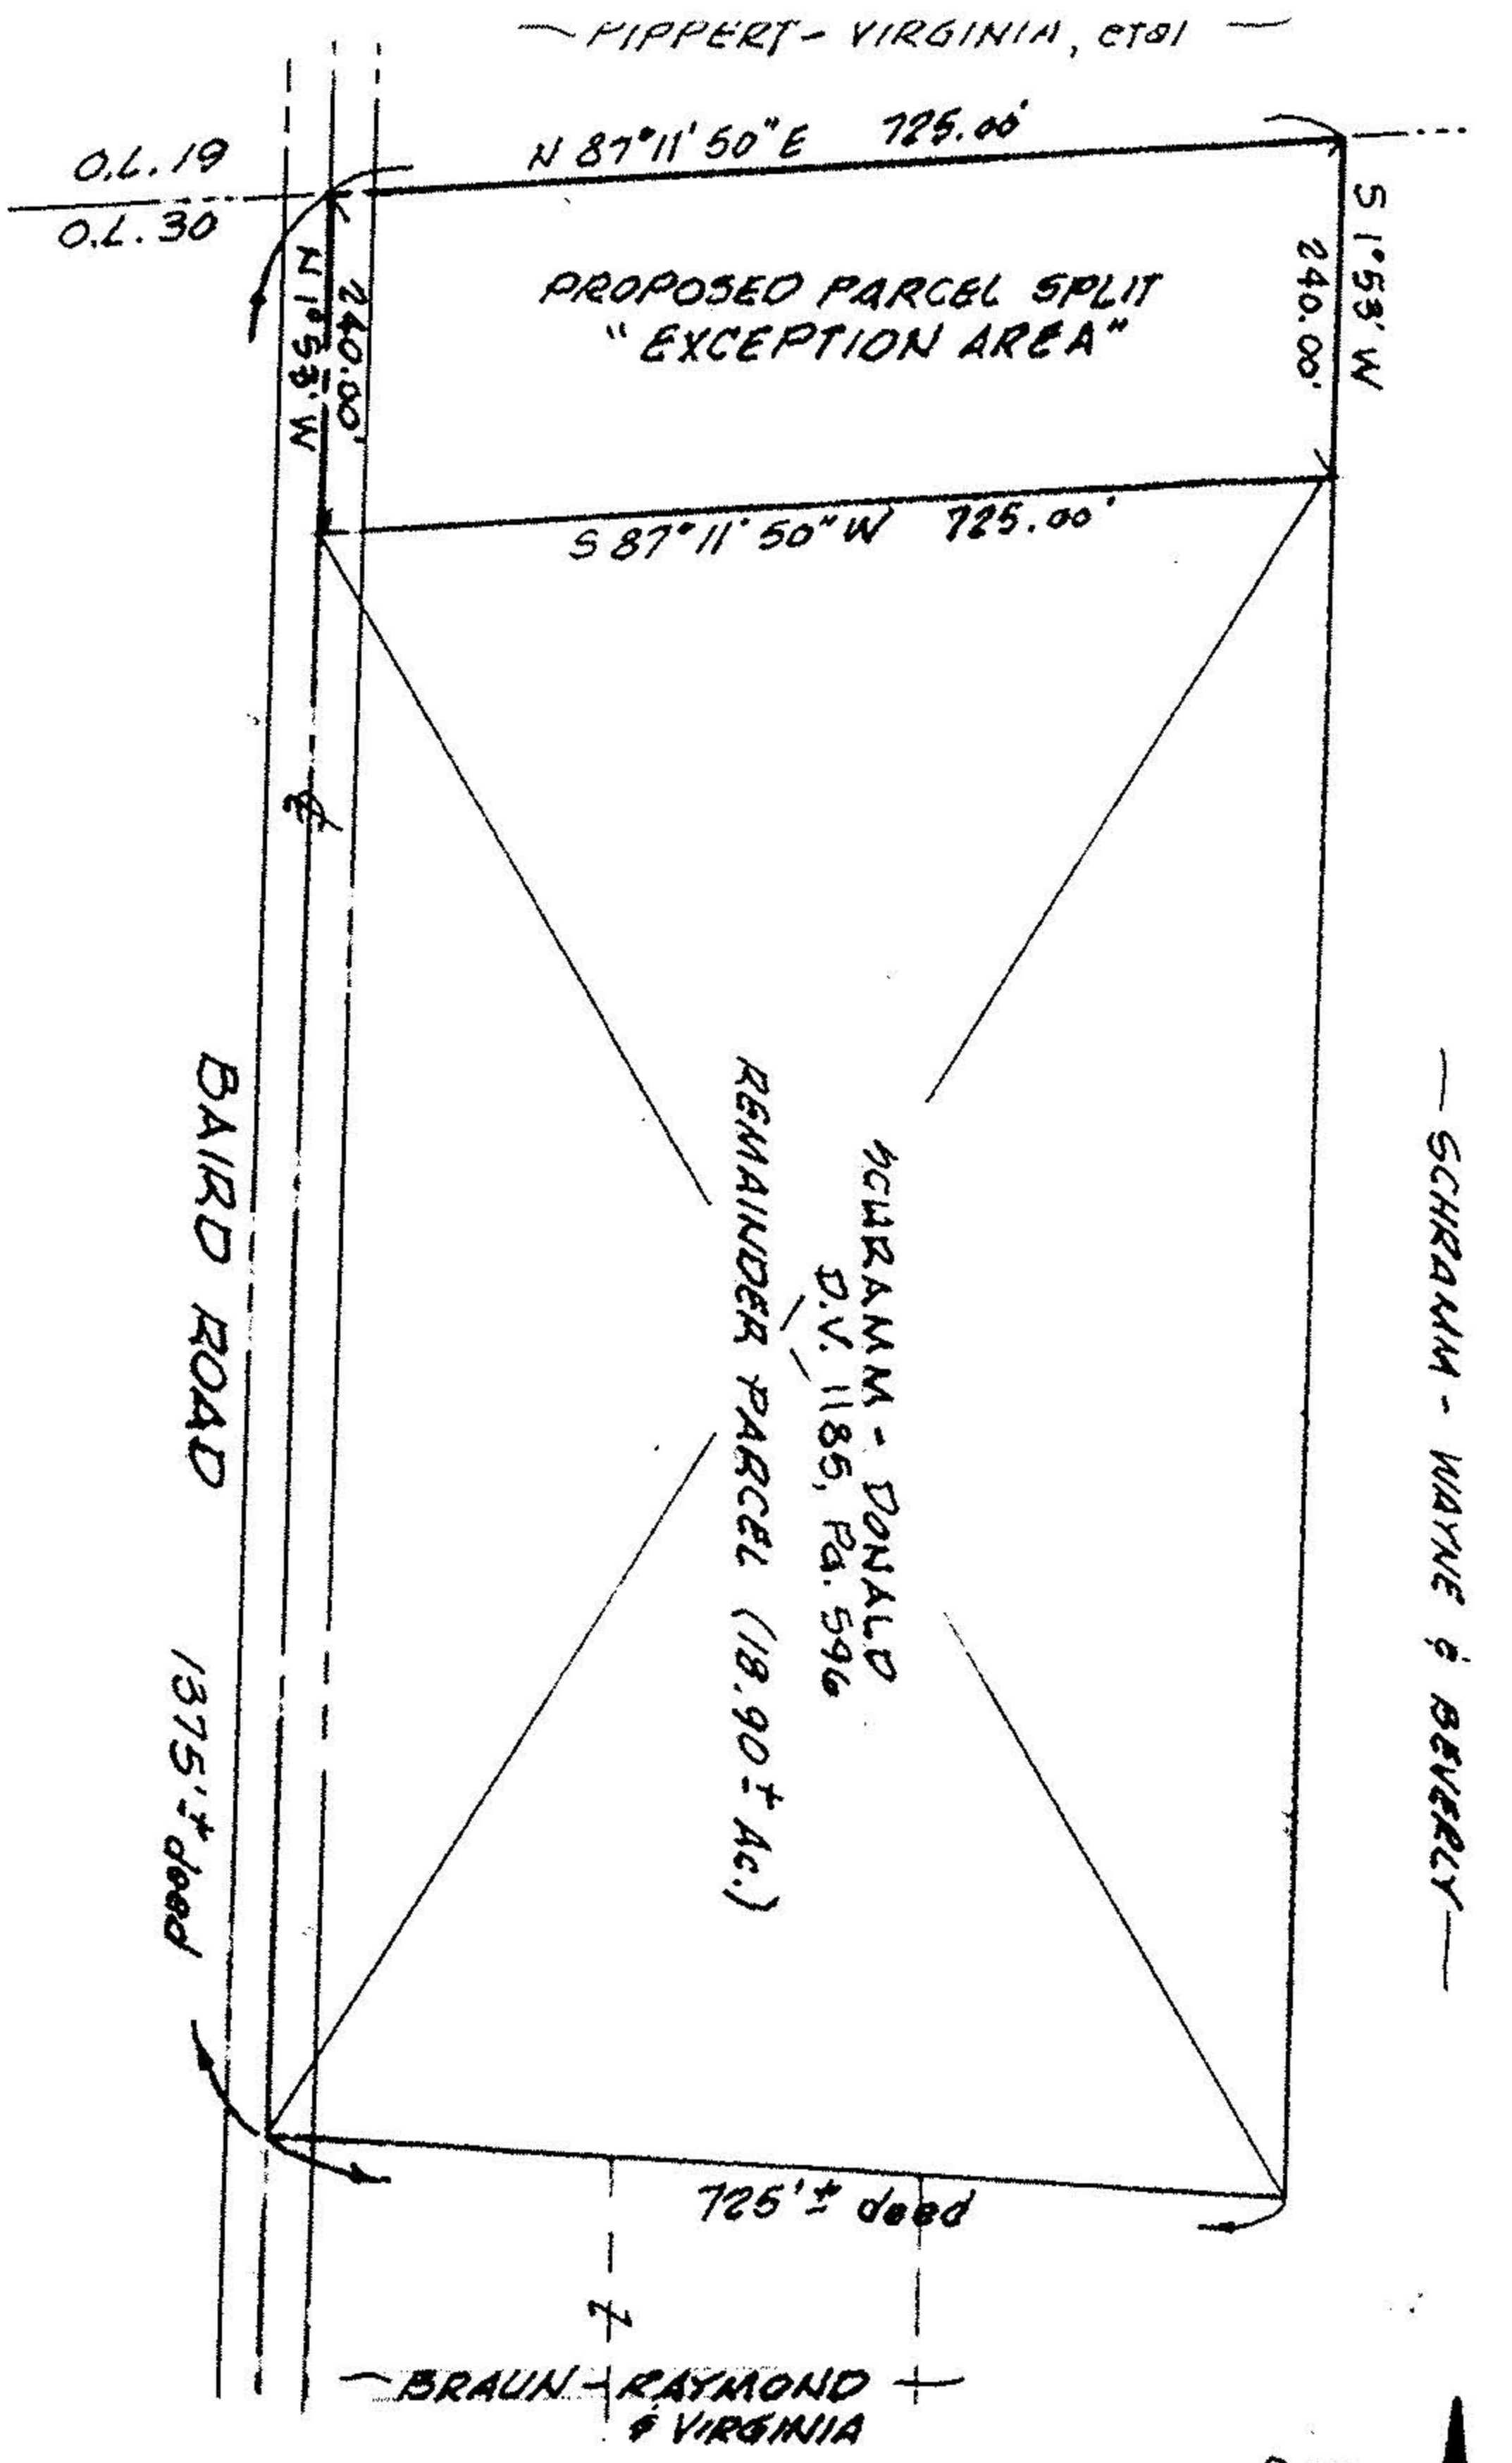 — PIPPERT - VIRGINIA, etal —
O.L. 19
O.L. 30
N 87°11'50"E 725.00'
S 1°53' W
240.00'
N 1°53' W
240.00'
PROPOSED PARCEL SPLIT
"EXCEPTION AREA"
S 87°11'50"W 725.00'
℄
BAIRD ROAD
1375'± deed
SCHRAMM - DONALD
D.V. 1185, Pg. 596
REMAINDER PARCEL (18.90± Ac.)
— SCHRAMM - WAYNE & BEVERLY —
725'± deed
— BRAUN - RAYMOND —
& VIRGINIA